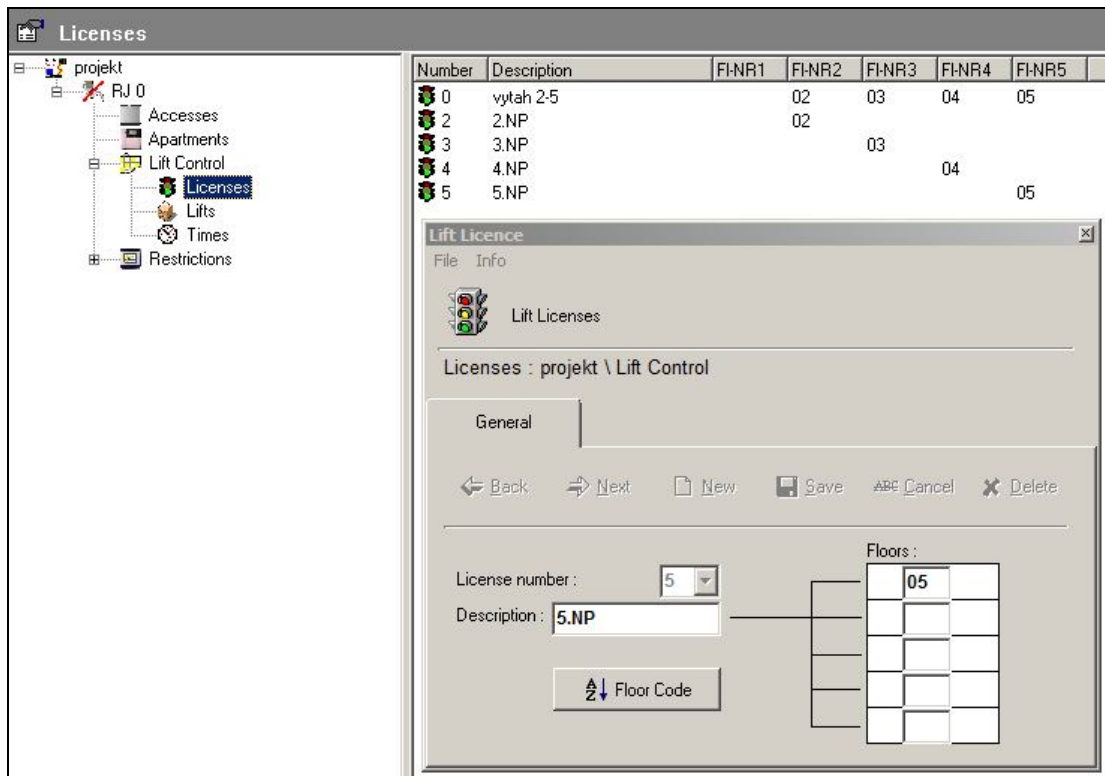 Licenses
projekt
RJ 0
Accesses
Apartments
Lift Control
Licenses
Lifts
Times
Restrictions
Number Description FI-NR1 FI-NR2 FI-NR3 FI-NR4 FI-NR5
0 vytah 2-5 02 03 04 05
2 2.NP 02
3 3.NP 03
4 4.NP 04
5 5.NP 05
Lift Licence
File Info
Lift Licenses
Licenses : projekt \ Lift Control
General
Back Next New Save ABC Cancel Delete
Floors :
License number : 5 05
Description : 5.NP
AZ Floor Code